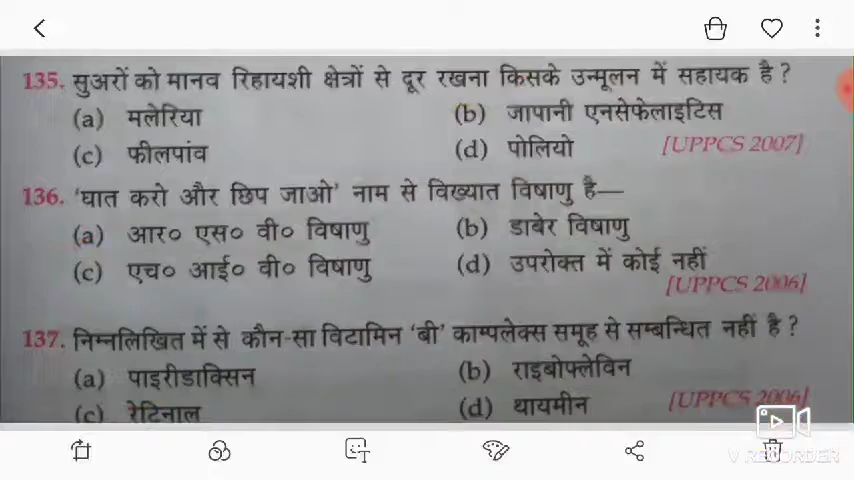 135. सुअरों को मानव रिहायशी क्षेत्रों से दूर रखना किसके उन्मूलन में सहायक है ?
(a) मलेरिया (b) जापानी एनसेफेलाइटिस
(c) फीलपांव (d) पोलियो [UPPCS 2007]
136. ‘घात करो और छिप जाओ’ नाम से विख्यात विषाणु है—
(a) आर० एस० वी० विषाणु (b) डाबेर विषाणु
(c) एच० आई० वी० विषाणु (d) उपरोक्त में कोई नहीं
[UPPCS 2006]
137. निम्नलिखित में से कौन-सा विटामिन ‘बी’ काम्पलेक्स समूह से सम्बन्धित नहीं है ?
(a) पाइरीडाक्सिन (b) राइबोफ्लेविन
(c) रेटिनाल (d) थायमीन [UPPCS 2006]
V RECORDER